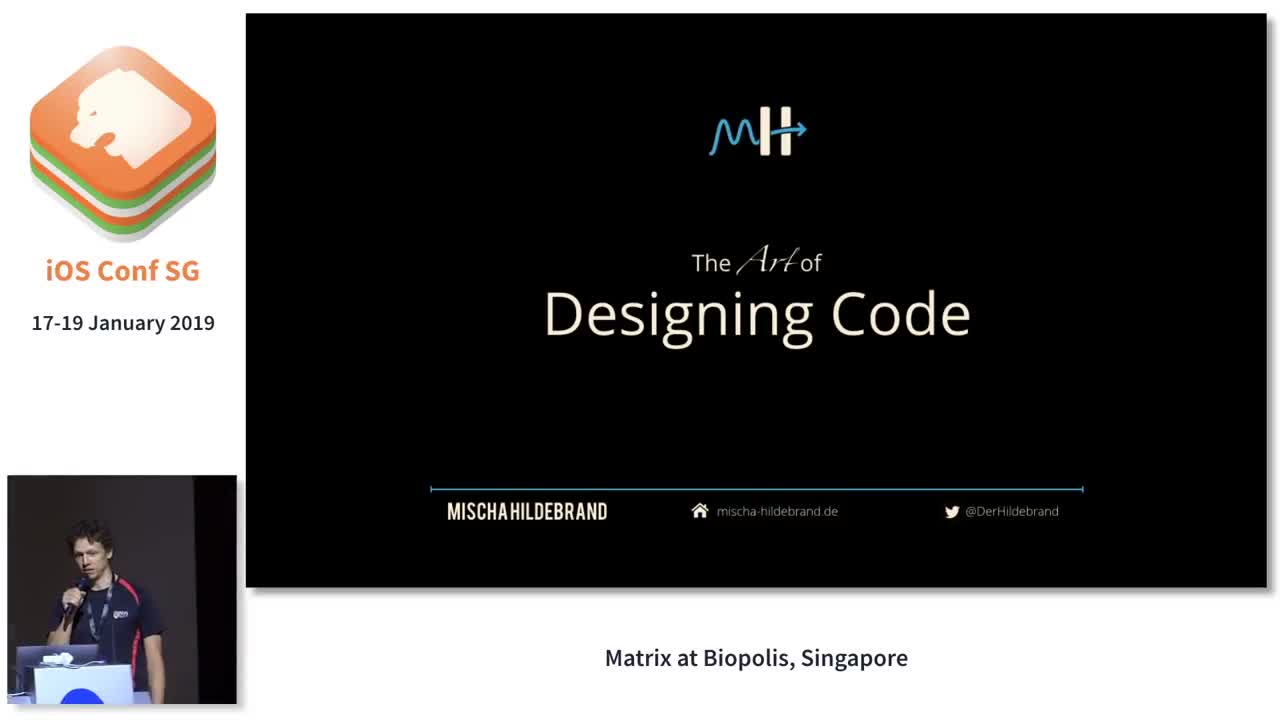 iOS Conf SG
17-19 January 2019
MH
The Art of
Designing Code
MISCHA HILDEBRAND
mischa-hildebrand.de
@DerHildebrand
Matrix at Biopolis, Singapore